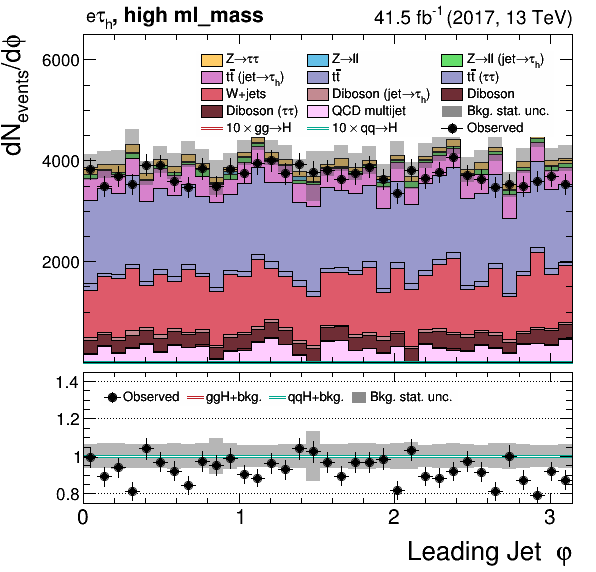 eτh, high ml_mass 41.5 fb⁻¹ (2017, 13 TeV)
dNevents/dφ
6000
4000
2000
Z→ττ Z→ll Z→ll (jet→τh)
tt̄ (jet→τh) tt̄ tt̄ (ττ)
W+jets Diboson (jet→τh) Diboson
Diboson (ττ) QCD multijet Bkg. stat. unc.
10 × gg→H 10 × qq→H Observed
1.4
1.2
1
0.8
Observed ggH+bkg. qqH+bkg. Bkg. stat. unc.
0 1 2 3
Leading Jet φ